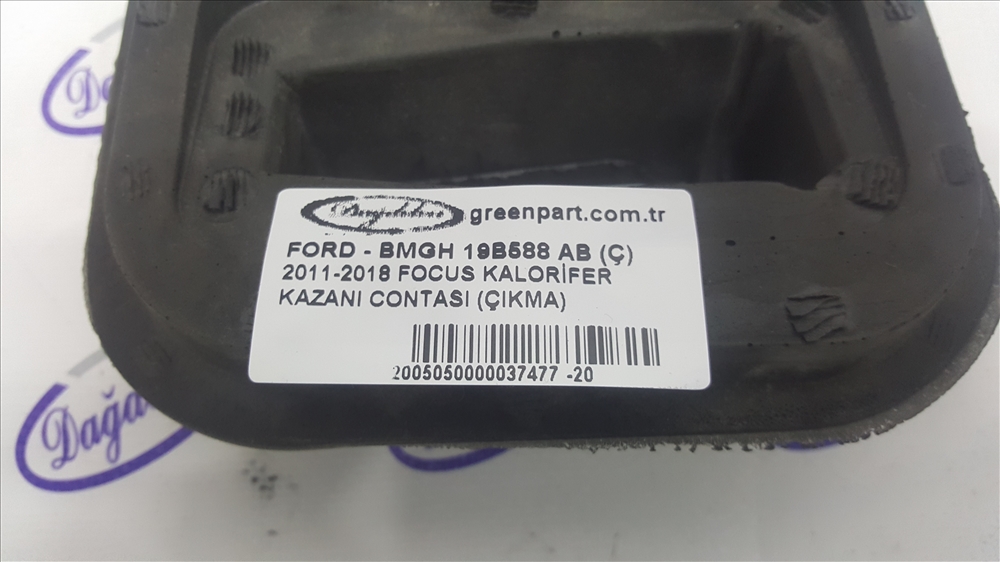 greenpart.com.tr
FORD - BMGH 19B588 AB (Ç)
2011-2018 FOCUS KALORİFER
KAZANI CONTASI (ÇIKMA)
2005050000037477 -20